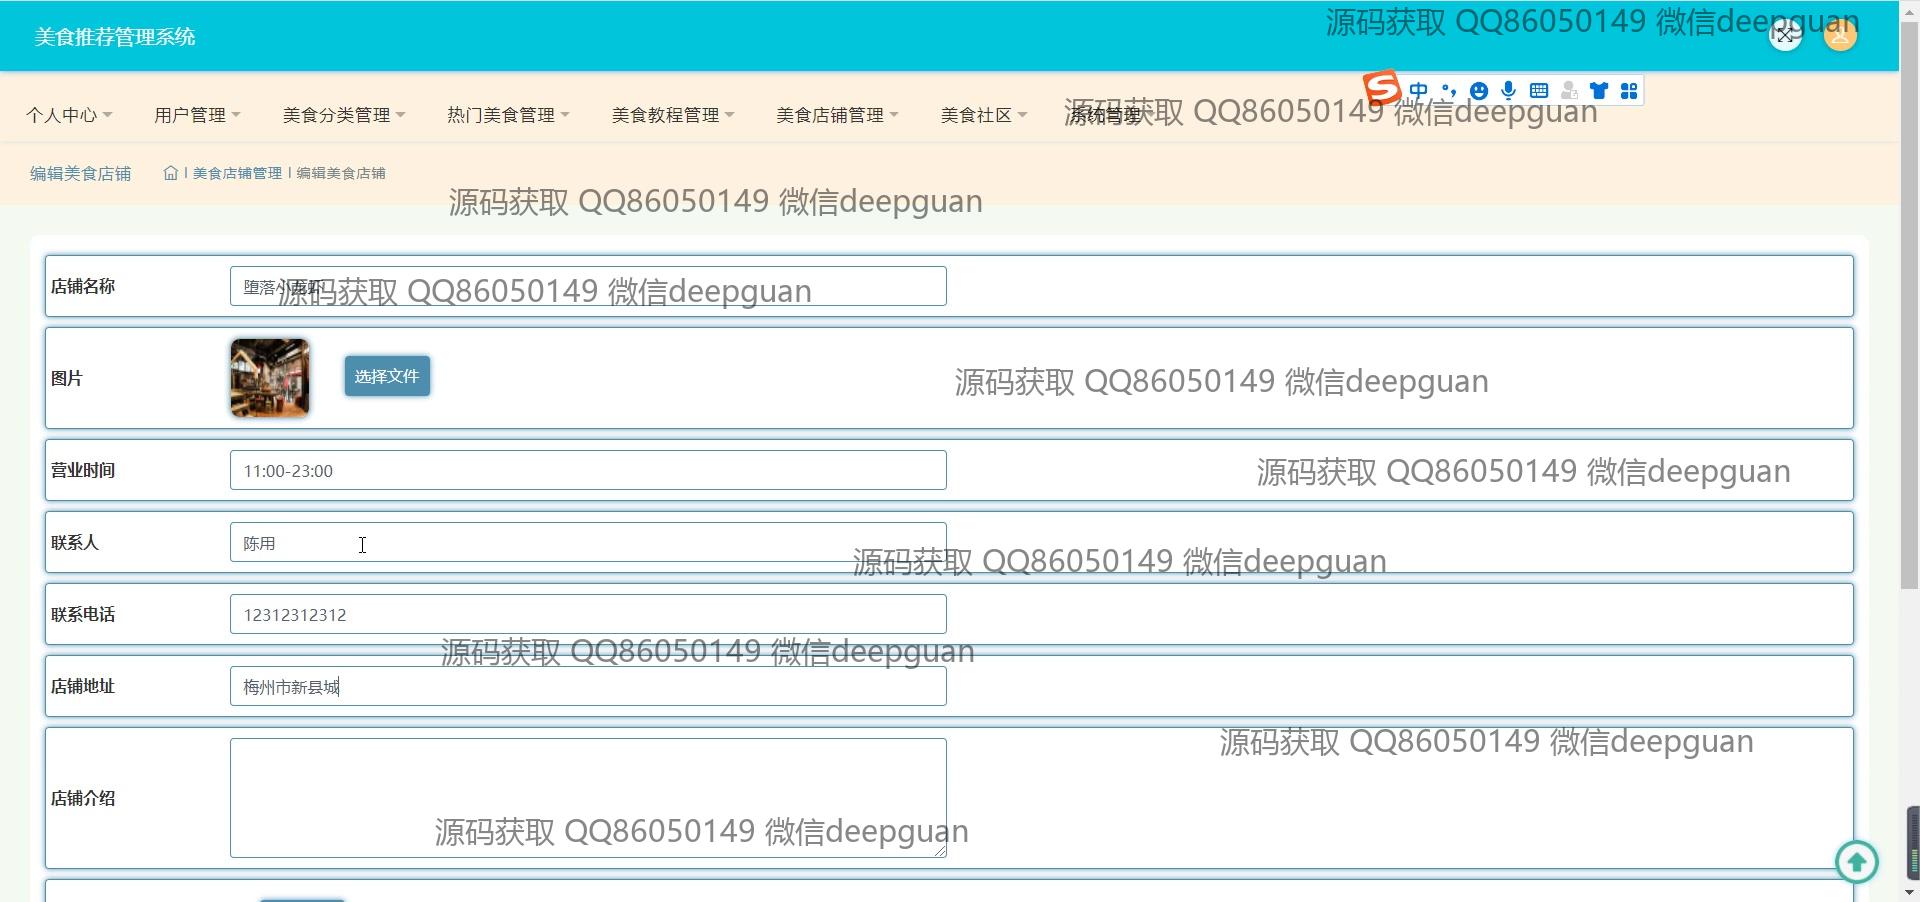 美食推荐管理系统
源码获取 QQ86050149 微信deepguan
中
个人中心 用户管理 美食分类管理 热门美食管理 美食教程管理 美食店铺管理 美食社区 系统管理
源码获取 QQ86050149 微信deepguan
编辑美食店铺 | 美食店铺管理 | 编辑美食店铺
源码获取 QQ86050149 微信deepguan
店铺名称 堕落小龙虾
源码获取 QQ86050149 微信deepguan
图片 选择文件
源码获取 QQ86050149 微信deepguan
营业时间 11:00-23:00
源码获取 QQ86050149 微信deepguan
联系人 陈用
源码获取 QQ86050149 微信deepguan
联系电话 12312312312
源码获取 QQ86050149 微信deepguan
店铺地址 梅州市新县城
源码获取 QQ86050149 微信deepguan
店铺介绍
源码获取 QQ86050149 微信deepguan